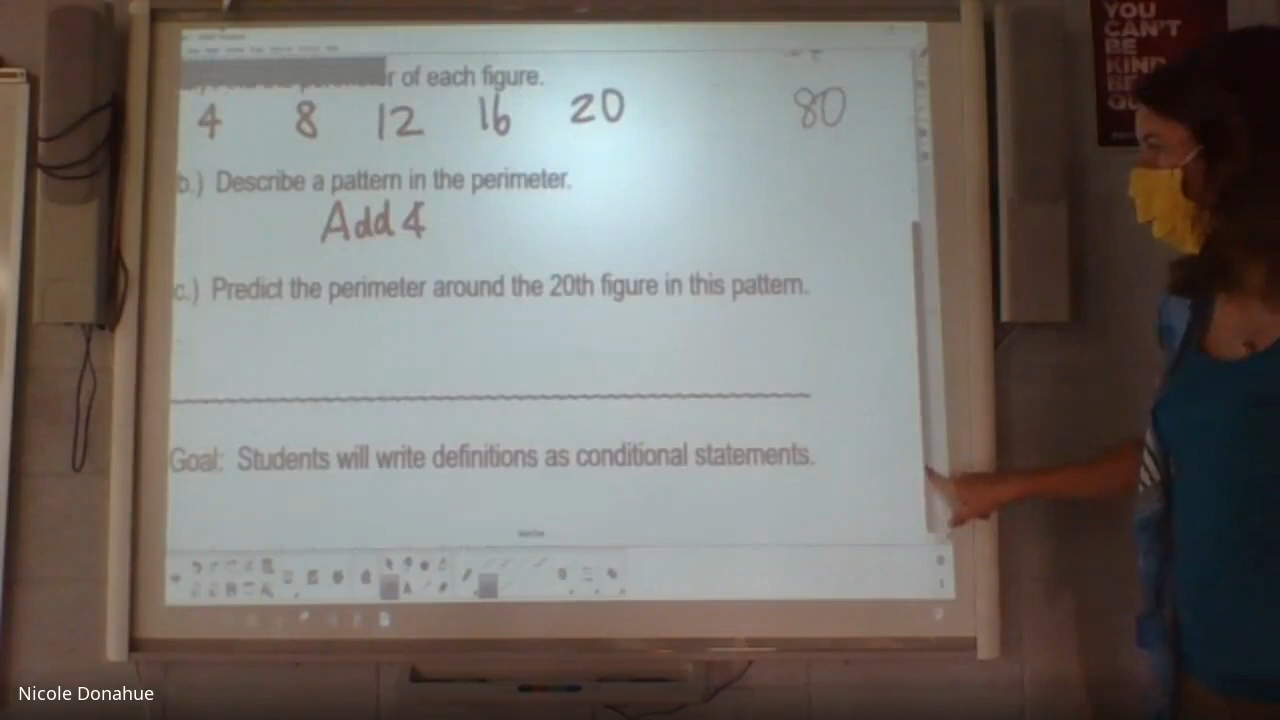 YOU
CAN'T
BE
KIND
r of each figure.
4 8 12 16 20 80
b.) Describe a pattern in the perimeter.
Add 4
c.) Predict the perimeter around the 20th figure in this pattern.
Goal: Students will write definitions as conditional statements.
Nicole Donahue